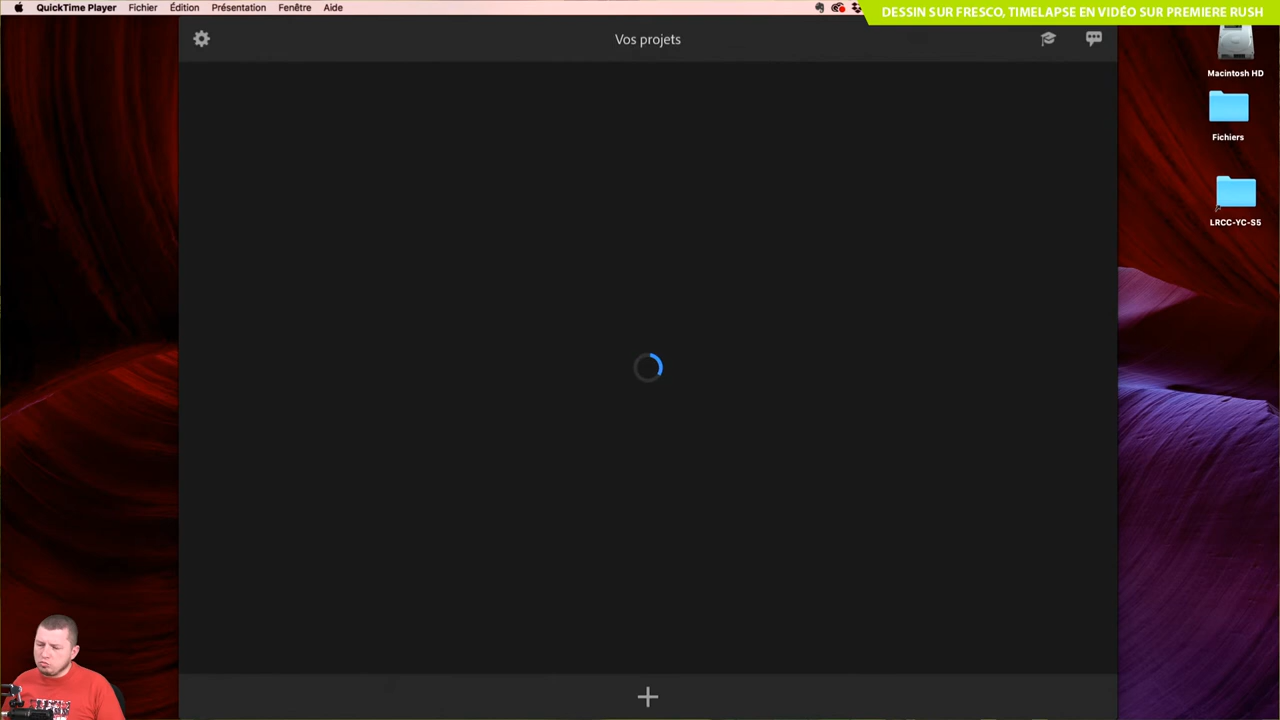 QuickTime Player Fichier Édition Présentation Fenêtre Aide
DESSIN SUR FRESCO, TIMELAPSE EN VIDÉO SUR PREMIERE RUSH
Vos projets
Macintosh HD
Fichiers
LRCC-YC-S5